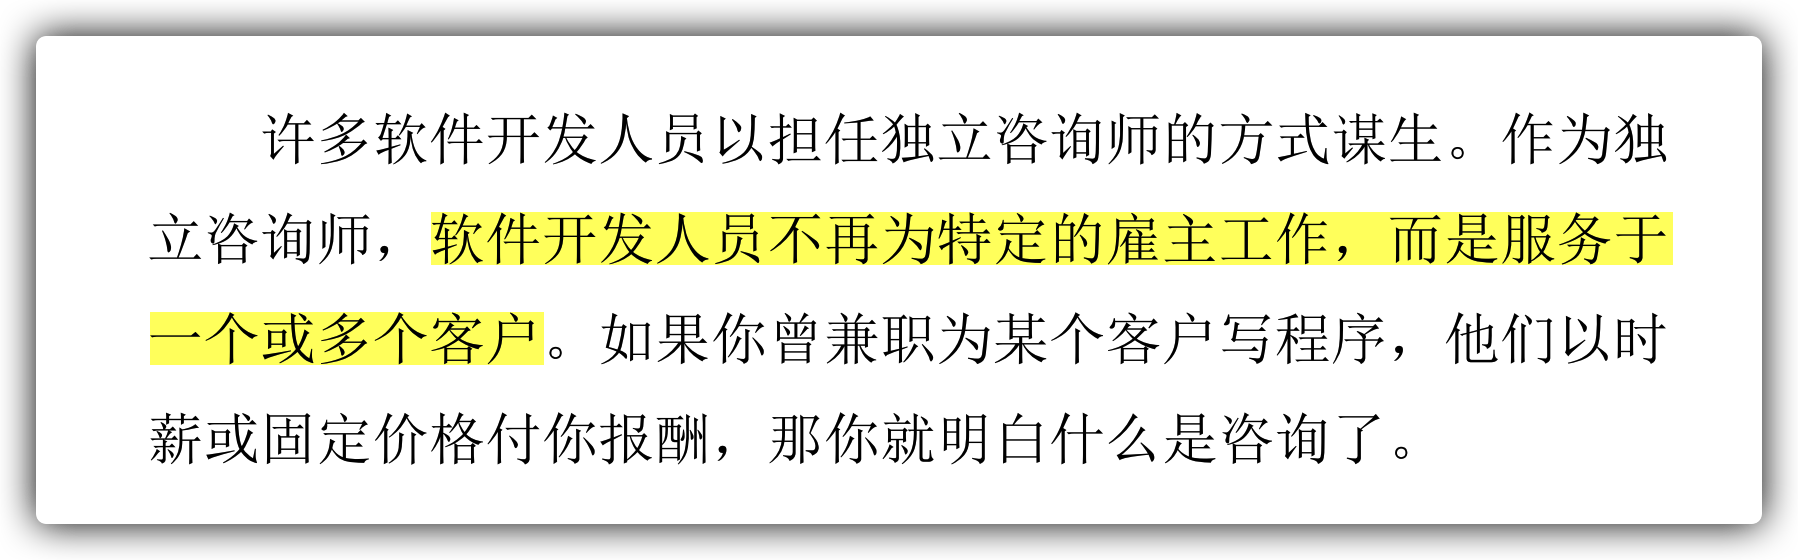 许多软件开发人员以担任独立咨询师的方式谋生。作为独
立咨询师，软件开发人员不再为特定的雇主工作，而是服务于
一个或多个客户。如果你曾兼职为某个客户写程序，他们以时
薪或固定价格付你报酬，那你就明白什么是咨询了。